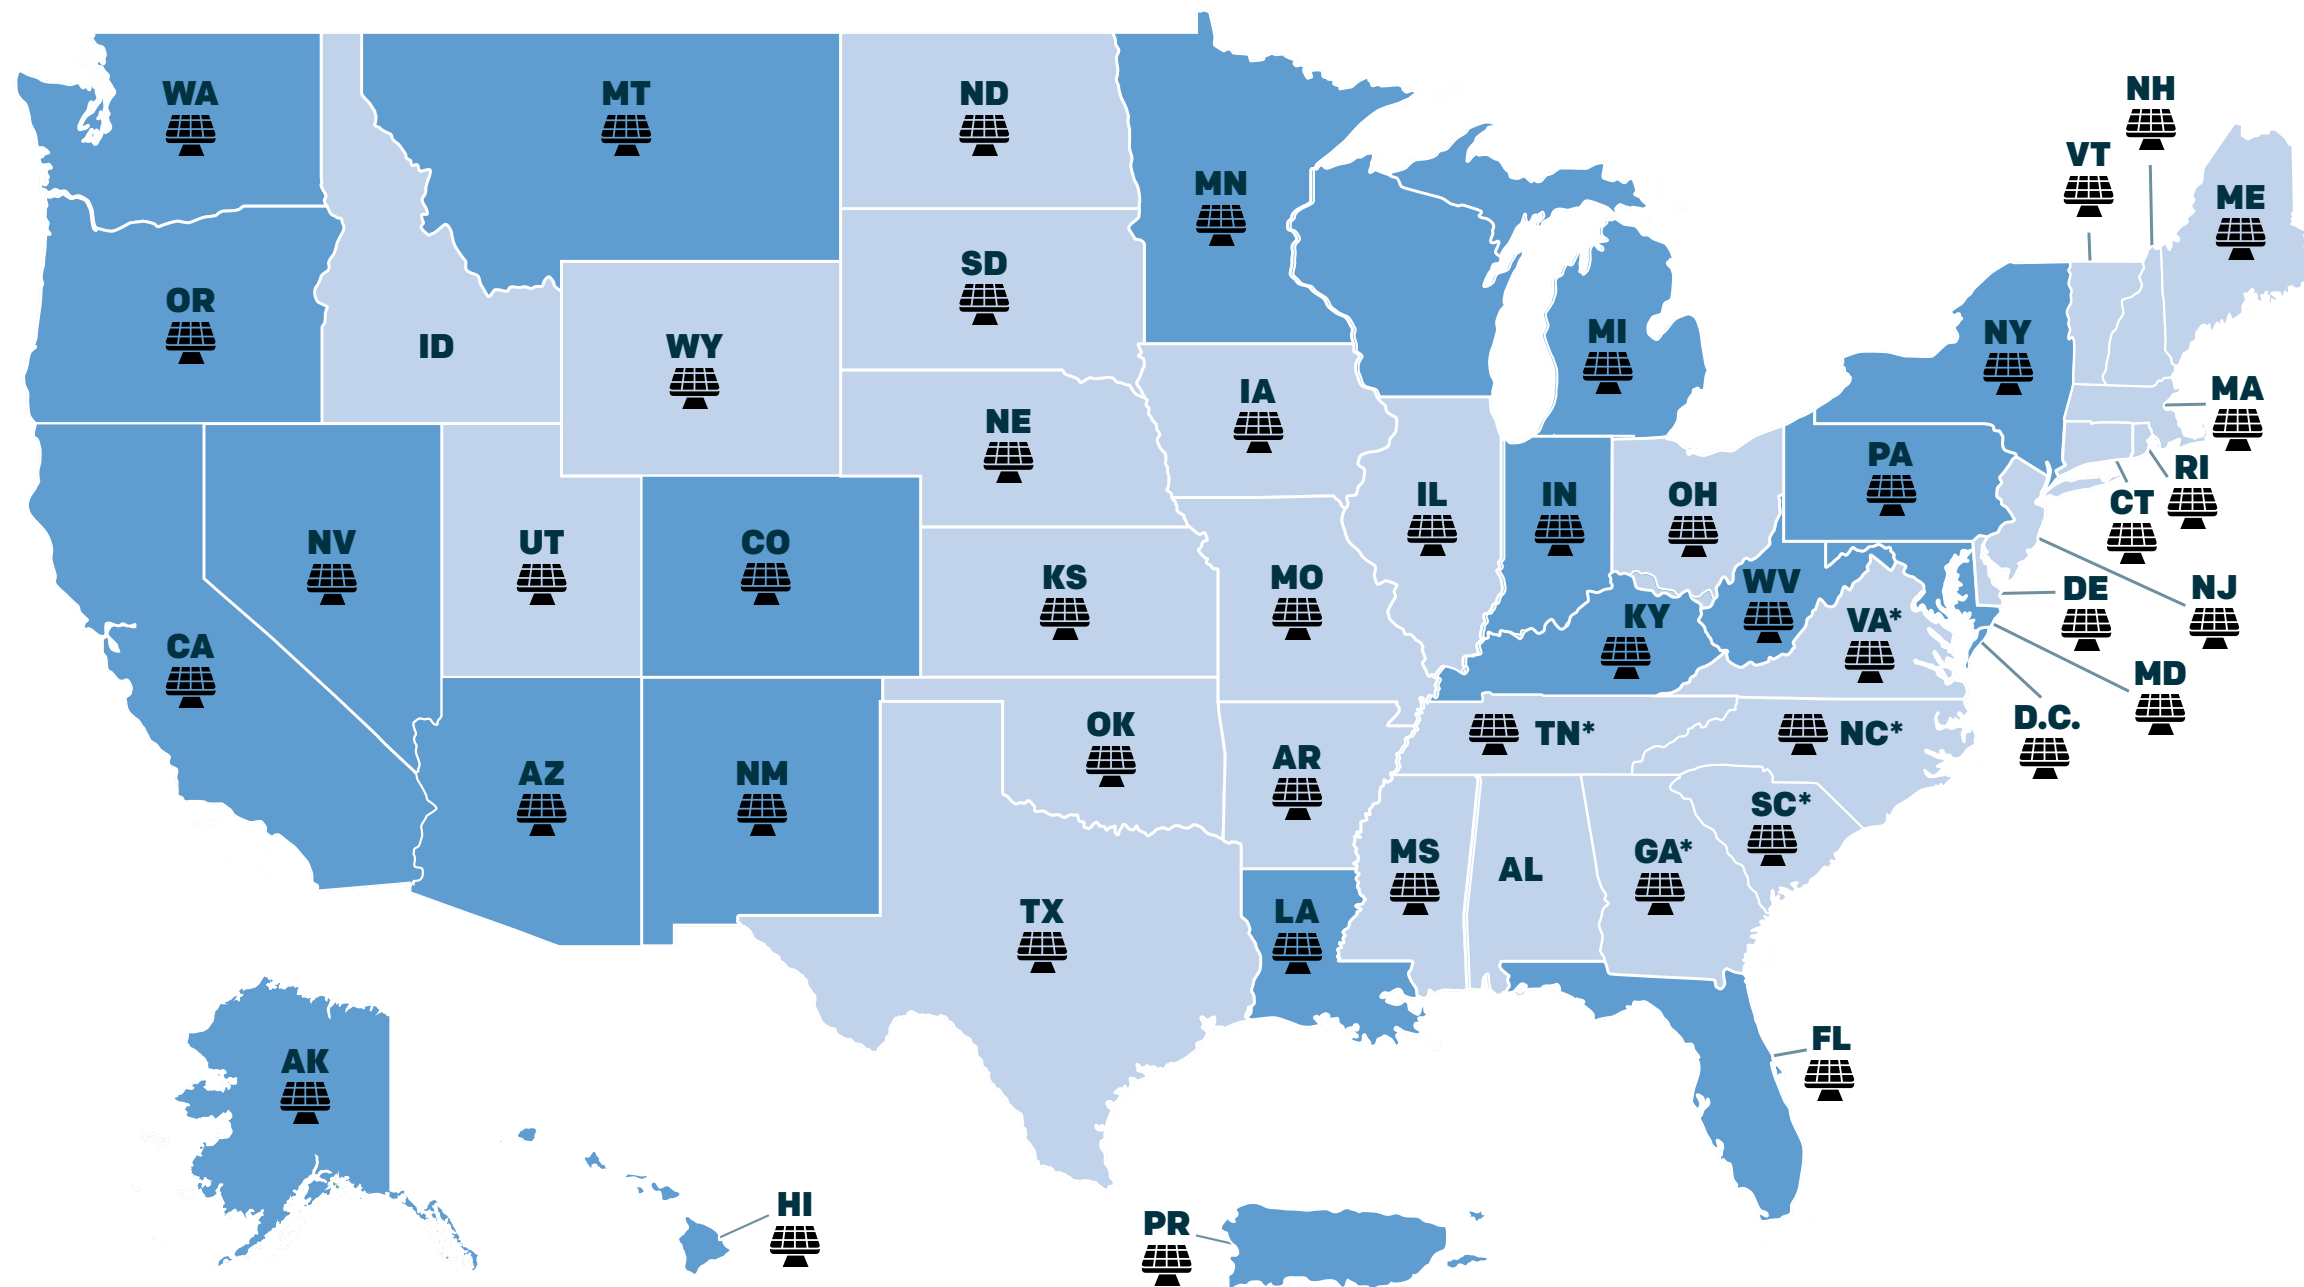 WA
MT
ND
MN
NH
VT
ME
OR
ID
WY
SD
MI
NY
NE
IA
MA
PA
RI
NV
UT
CO
IL
IN
OH
CT
KS
MO
WV
KY
VA*
DE
NJ
CA
MD
D.C.
AZ
NM
OK
AR
TN*
NC*
SC*
TX
LA
MS
AL
GA*
AK
FL
HI
PR